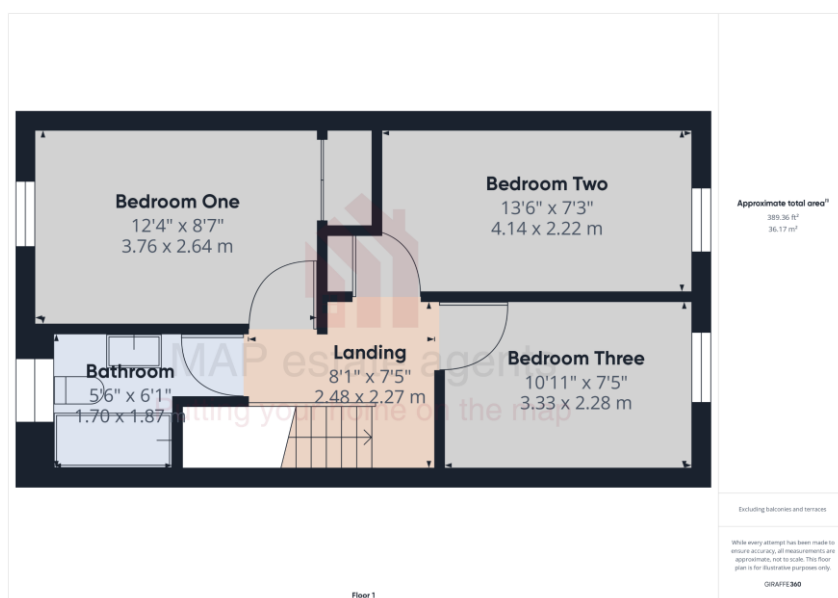 Bedroom One
12'4" x 8'7"
3.76 x 2.64 m
Bedroom Two
13'6" x 7'3"
4.14 x 2.22 m
Bathroom
5'6" x 6'1"
1.70 x 1.87 m
Landing
8'1" x 7'5"
2.48 x 2.27 m
Bedroom Three
10'11" x 7'5"
3.33 x 2.28 m
MAP estate agents
Putting your home on the map
Floor 1
Approximate total area⁽¹⁾
389.36 ft²
36.17 m²
Excluding balconies and terraces
While every attempt has been made to
ensure accuracy, all measurements are
approximate, not to scale. This floor
plan is for illustrative purposes only.
GIRAFFE360